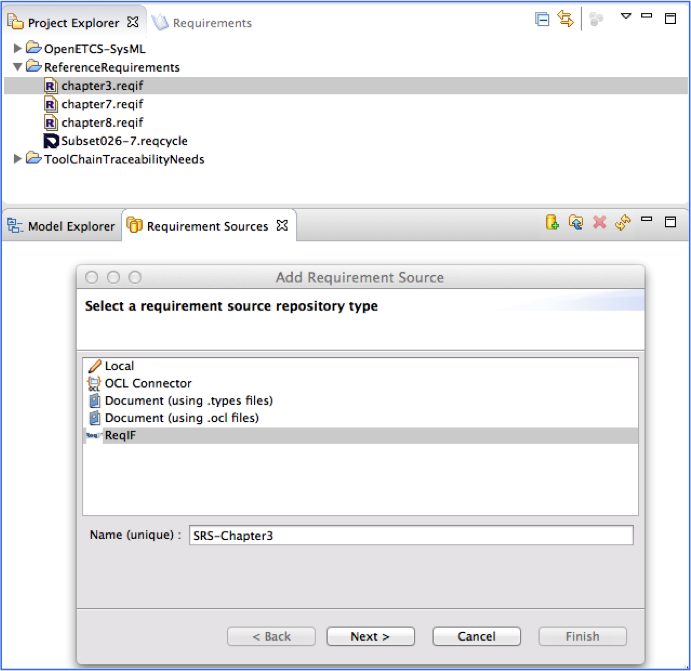 Project Explorer Requirements
OpenETCS-SysML
ReferenceRequirements
chapter3.reqif
chapter7.reqif
chapter8.reqif
Subset026-7.reqcycle
ToolChainTraceabilityNeeds
Model Explorer Requirement Sources
Add Requirement Source
Select a requirement source repository type
Local
OCL Connector
Document (using .types files)
Document (using .ocl files)
ReqIF
Name (unique) : SRS-Chapter3
< Back Next > Cancel Finish